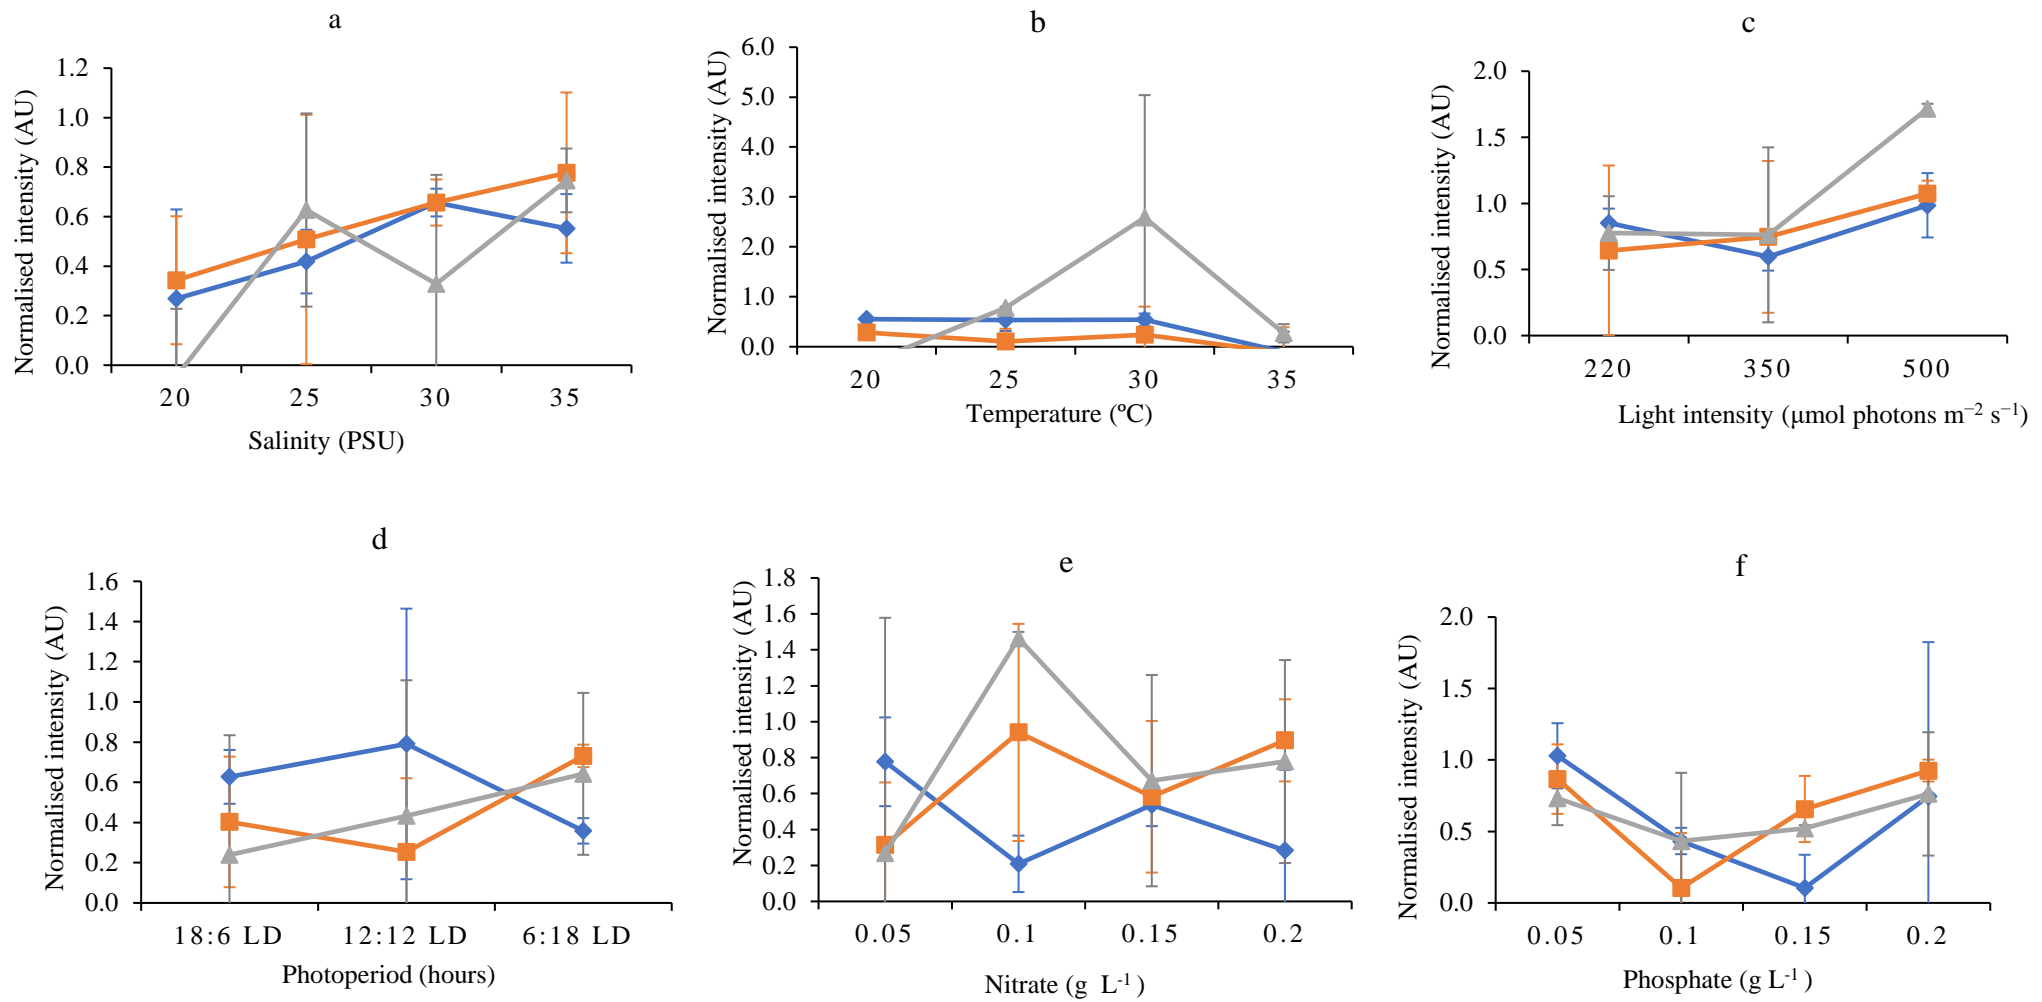 a
Normalised intensity (AU)
1.2
1.0
0.8
0.6
0.4
0.2
0.0
20 25 30 35
Salinity (PSU)
b
Normalised intensity (AU)
6.0
5.0
4.0
3.0
2.0
1.0
0.0
20 25 30 35
Temperature (ºC)
c
Normalised intensity (AU)
2.0
1.5
1.0
0.5
0.0
220 350 500
Light intensity (μmol photons m⁻² s⁻¹)
d
Normalised intensity (AU)
1.6
1.4
1.2
1.0
0.8
0.6
0.4
0.2
0.0
18:6 LD 12:12 LD 6:18 LD
Photoperiod (hours)
e
Normalised intensity (AU)
1.8
1.6
1.4
1.2
1.0
0.8
0.6
0.4
0.2
0.0
0.05 0.1 0.15 0.2
Nitrate (g L⁻¹ )
f
Normalised intensity (AU)
2.0
1.5
1.0
0.5
0.0
0.05 0.1 0.15 0.2
Phosphate (g L⁻¹ )